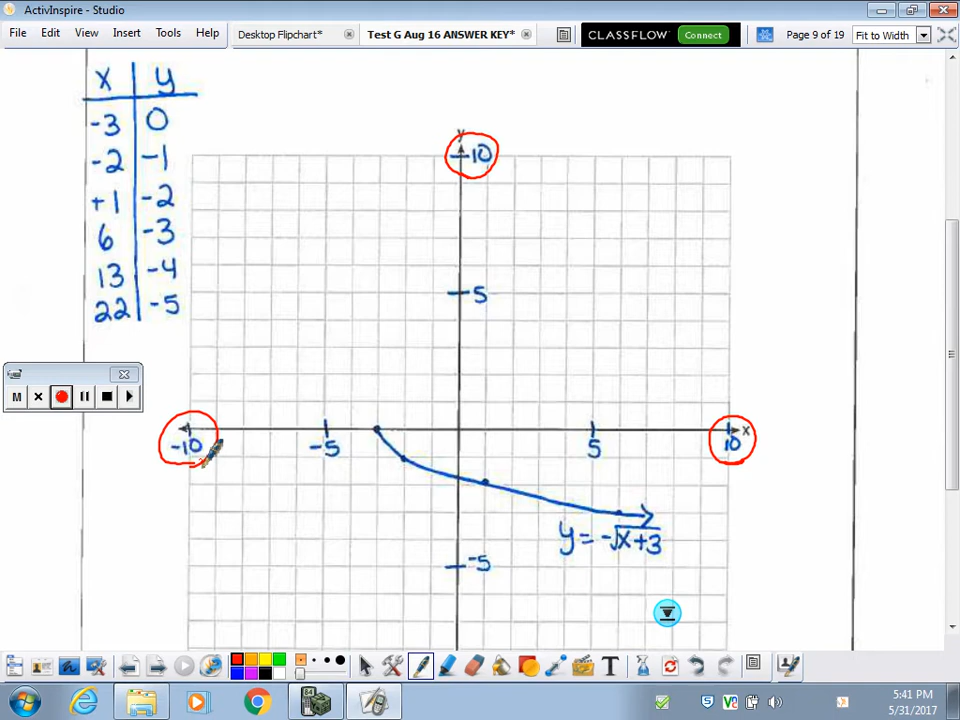 ActivInspire - Studio
File Edit View Insert Tools Help
Desktop Flipchart*
Test G Aug 16 ANSWER KEY*
CLASSFLOW™ Connect
Page 9 of 19
Fit to Width
x y
-3 0
-2 -1
+1 -2
6 -3
13 -4
22 -5
y
10
5
M
-10
-5
5
10
x
y = -√x+3
-5
T
5:41 PM
5/31/2017